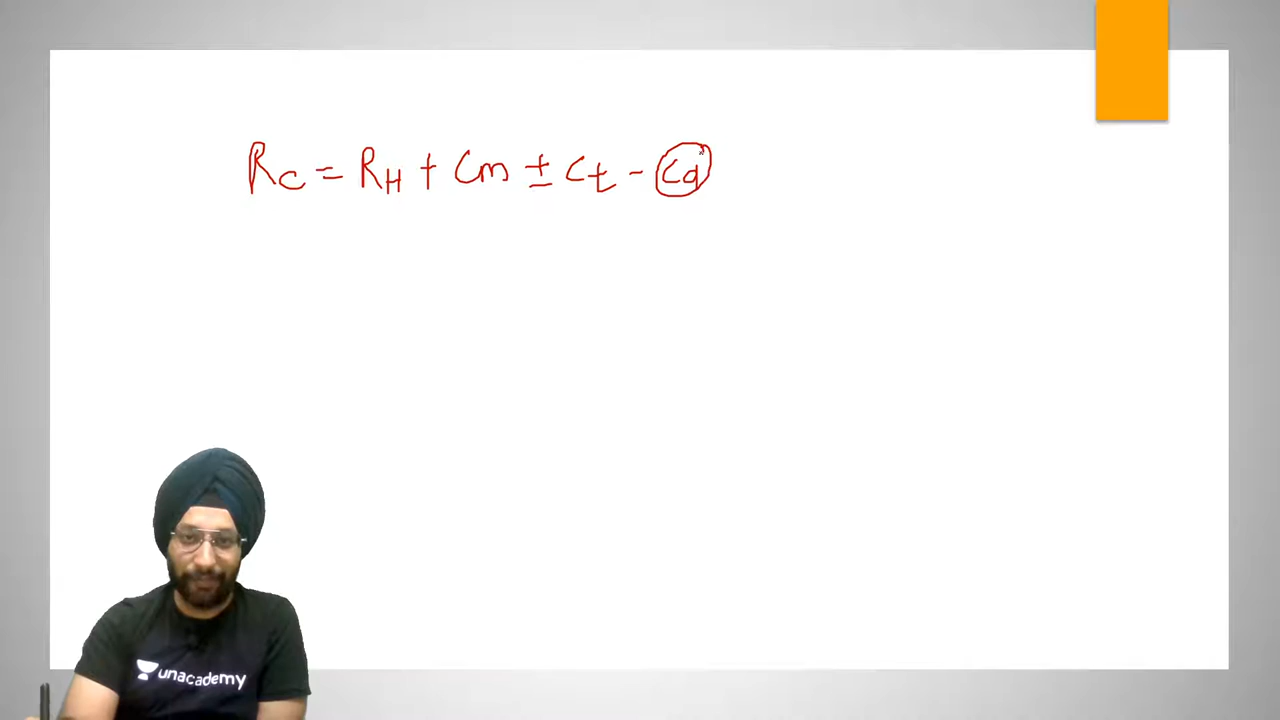 Rc = RH + Cm ± Ct - Cd
unacademy